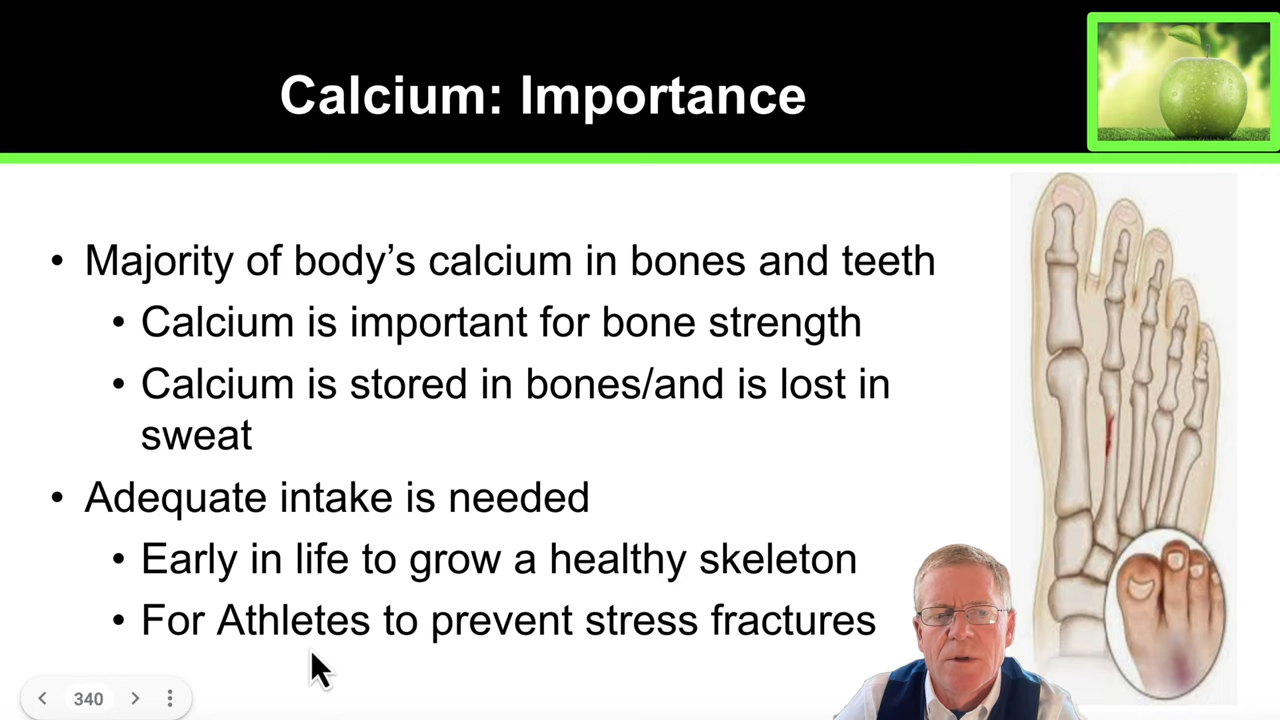 Calcium: Importance
• Majority of body’s calcium in bones and teeth
• Calcium is important for bone strength
• Calcium is stored in bones/and is lost in
sweat
• Adequate intake is needed
• Early in life to grow a healthy skeleton
• For Athletes to prevent stress fractures
340